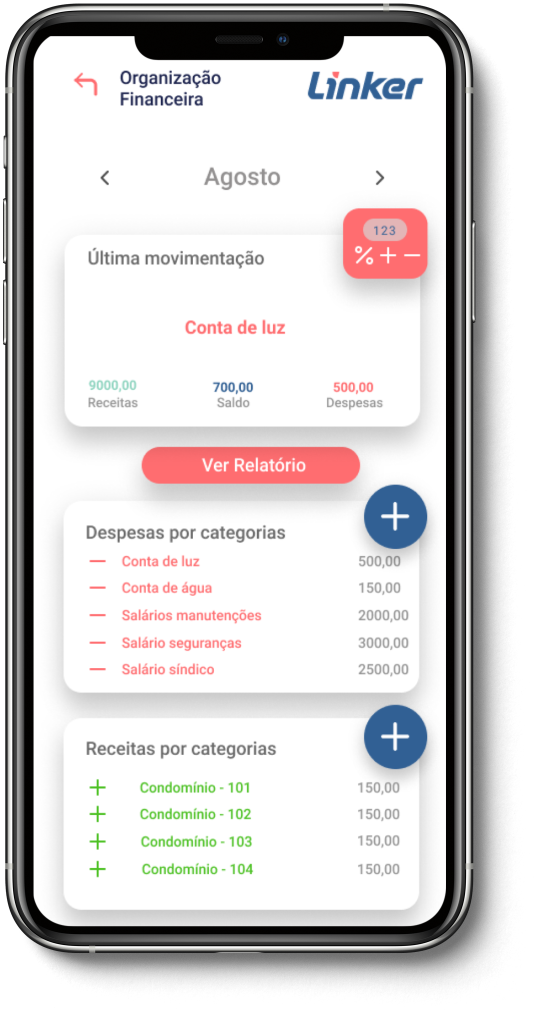 Organização
Financeira
Linker
Agosto
123
% + −
Última movimentação
Conta de luz
9000,00 700,00 500,00
Receitas Saldo Despesas
Ver Relatório
+
Despesas por categorias
− Conta de luz 500,00
− Conta de água 150,00
− Salários manutenções 2000,00
− Salário seguranças 3000,00
− Salário síndico 2500,00
+
Receitas por categorias
+ Condomínio - 101 150,00
+ Condomínio - 102 150,00
+ Condomínio - 103 150,00
+ Condomínio - 104 150,00